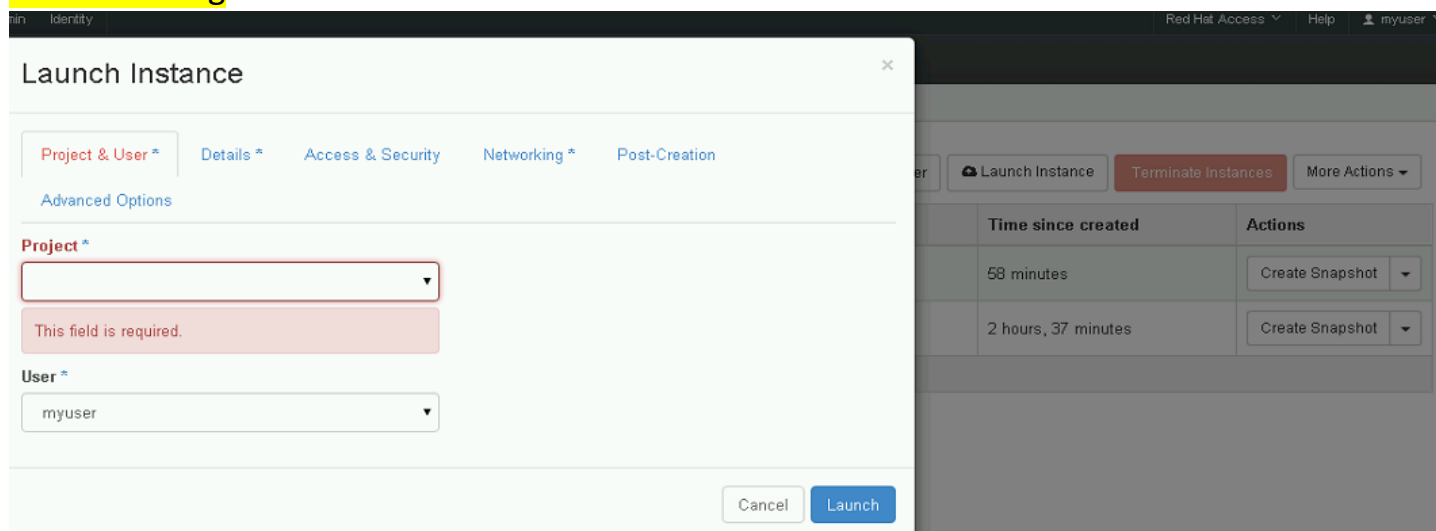 Identity
Red Hat Access
Help
myuser
Launch Instance
×
Project & User *
Details *
Access & Security
Networking *
Post-Creation
Advanced Options
Launch Instance
Terminate Instances
More Actions
Project *
Time since created
Actions
58 minutes
Create Snapshot
This field is required.
2 hours, 37 minutes
Create Snapshot
User *
myuser
Cancel
Launch